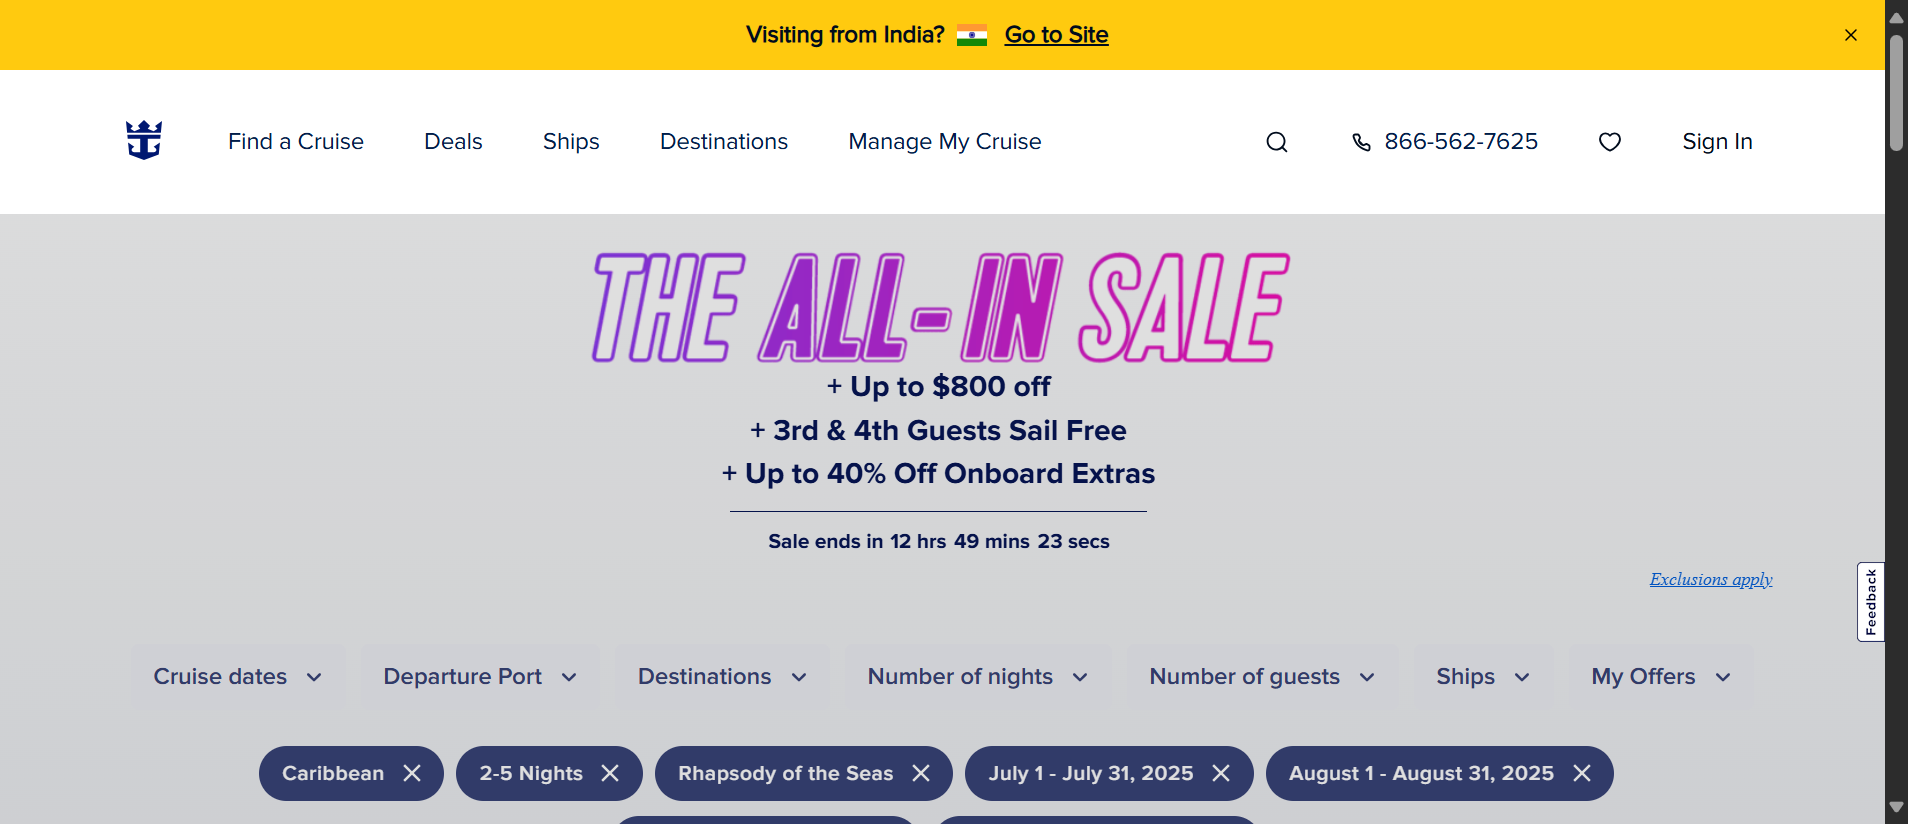 Visiting from India? Go to Site
Find a Cruise Deals Ships Destinations Manage My Cruise 866-562-7625 Sign In
THE ALL-IN SALE
+ Up to $800 off
+ 3rd & 4th Guests Sail Free
+ Up to 40% Off Onboard Extras
Sale ends in 12 hrs 49 mins 23 secs
Exclusions apply
Feedback
Cruise dates Departure Port Destinations Number of nights Number of guests Ships My Offers
Caribbean 2-5 Nights Rhapsody of the Seas July 1 - July 31, 2025 August 1 - August 31, 2025